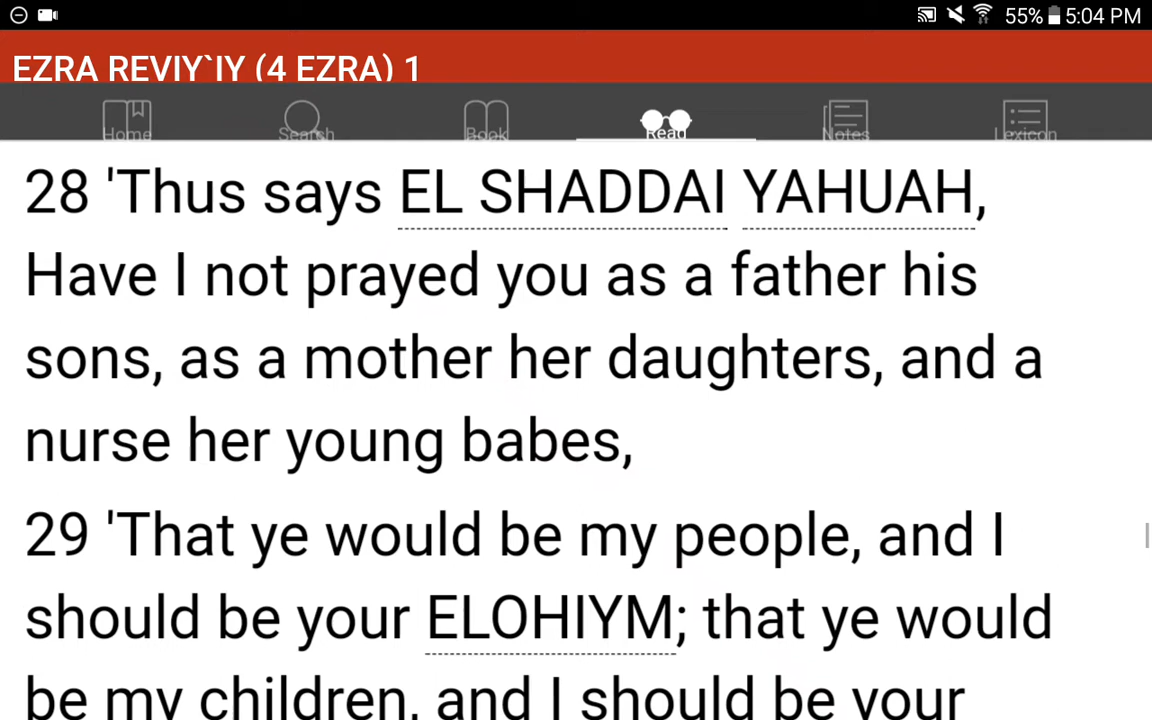 55% 5:04 PM
EZRA REVIY`IY (4 EZRA) 1
Home Search Book Read Notes Lexicon
28 'Thus says EL SHADDAI YAHUAH,
Have I not prayed you as a father his
sons, as a mother her daughters, and a
nurse her young babes,
29 'That ye would be my people, and I
should be your ELOHIYM; that ye would
be my children, and I should be your